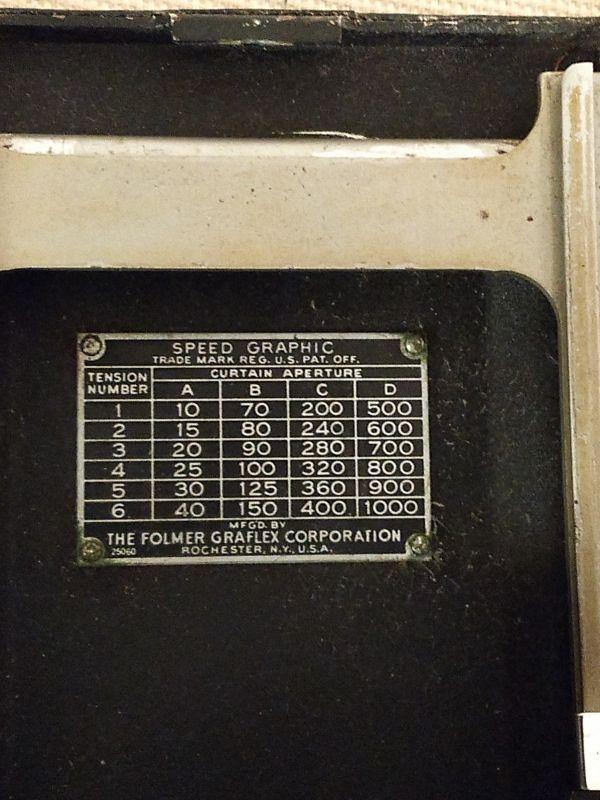 SPEED GRAPHIC
TRADE MARK REG. U.S. PAT. OFF.
TENSION NUMBER CURTAIN APERTURE
A B C D
1 10 70 200 500
2 15 80 240 600
3 20 90 280 700
4 25 100 320 800
5 30 125 360 900
6 40 150 400 1000
MFGD. BY
THE FOLMER GRAFLEX CORPORATION
25060 ROCHESTER, N.Y., U.S.A.